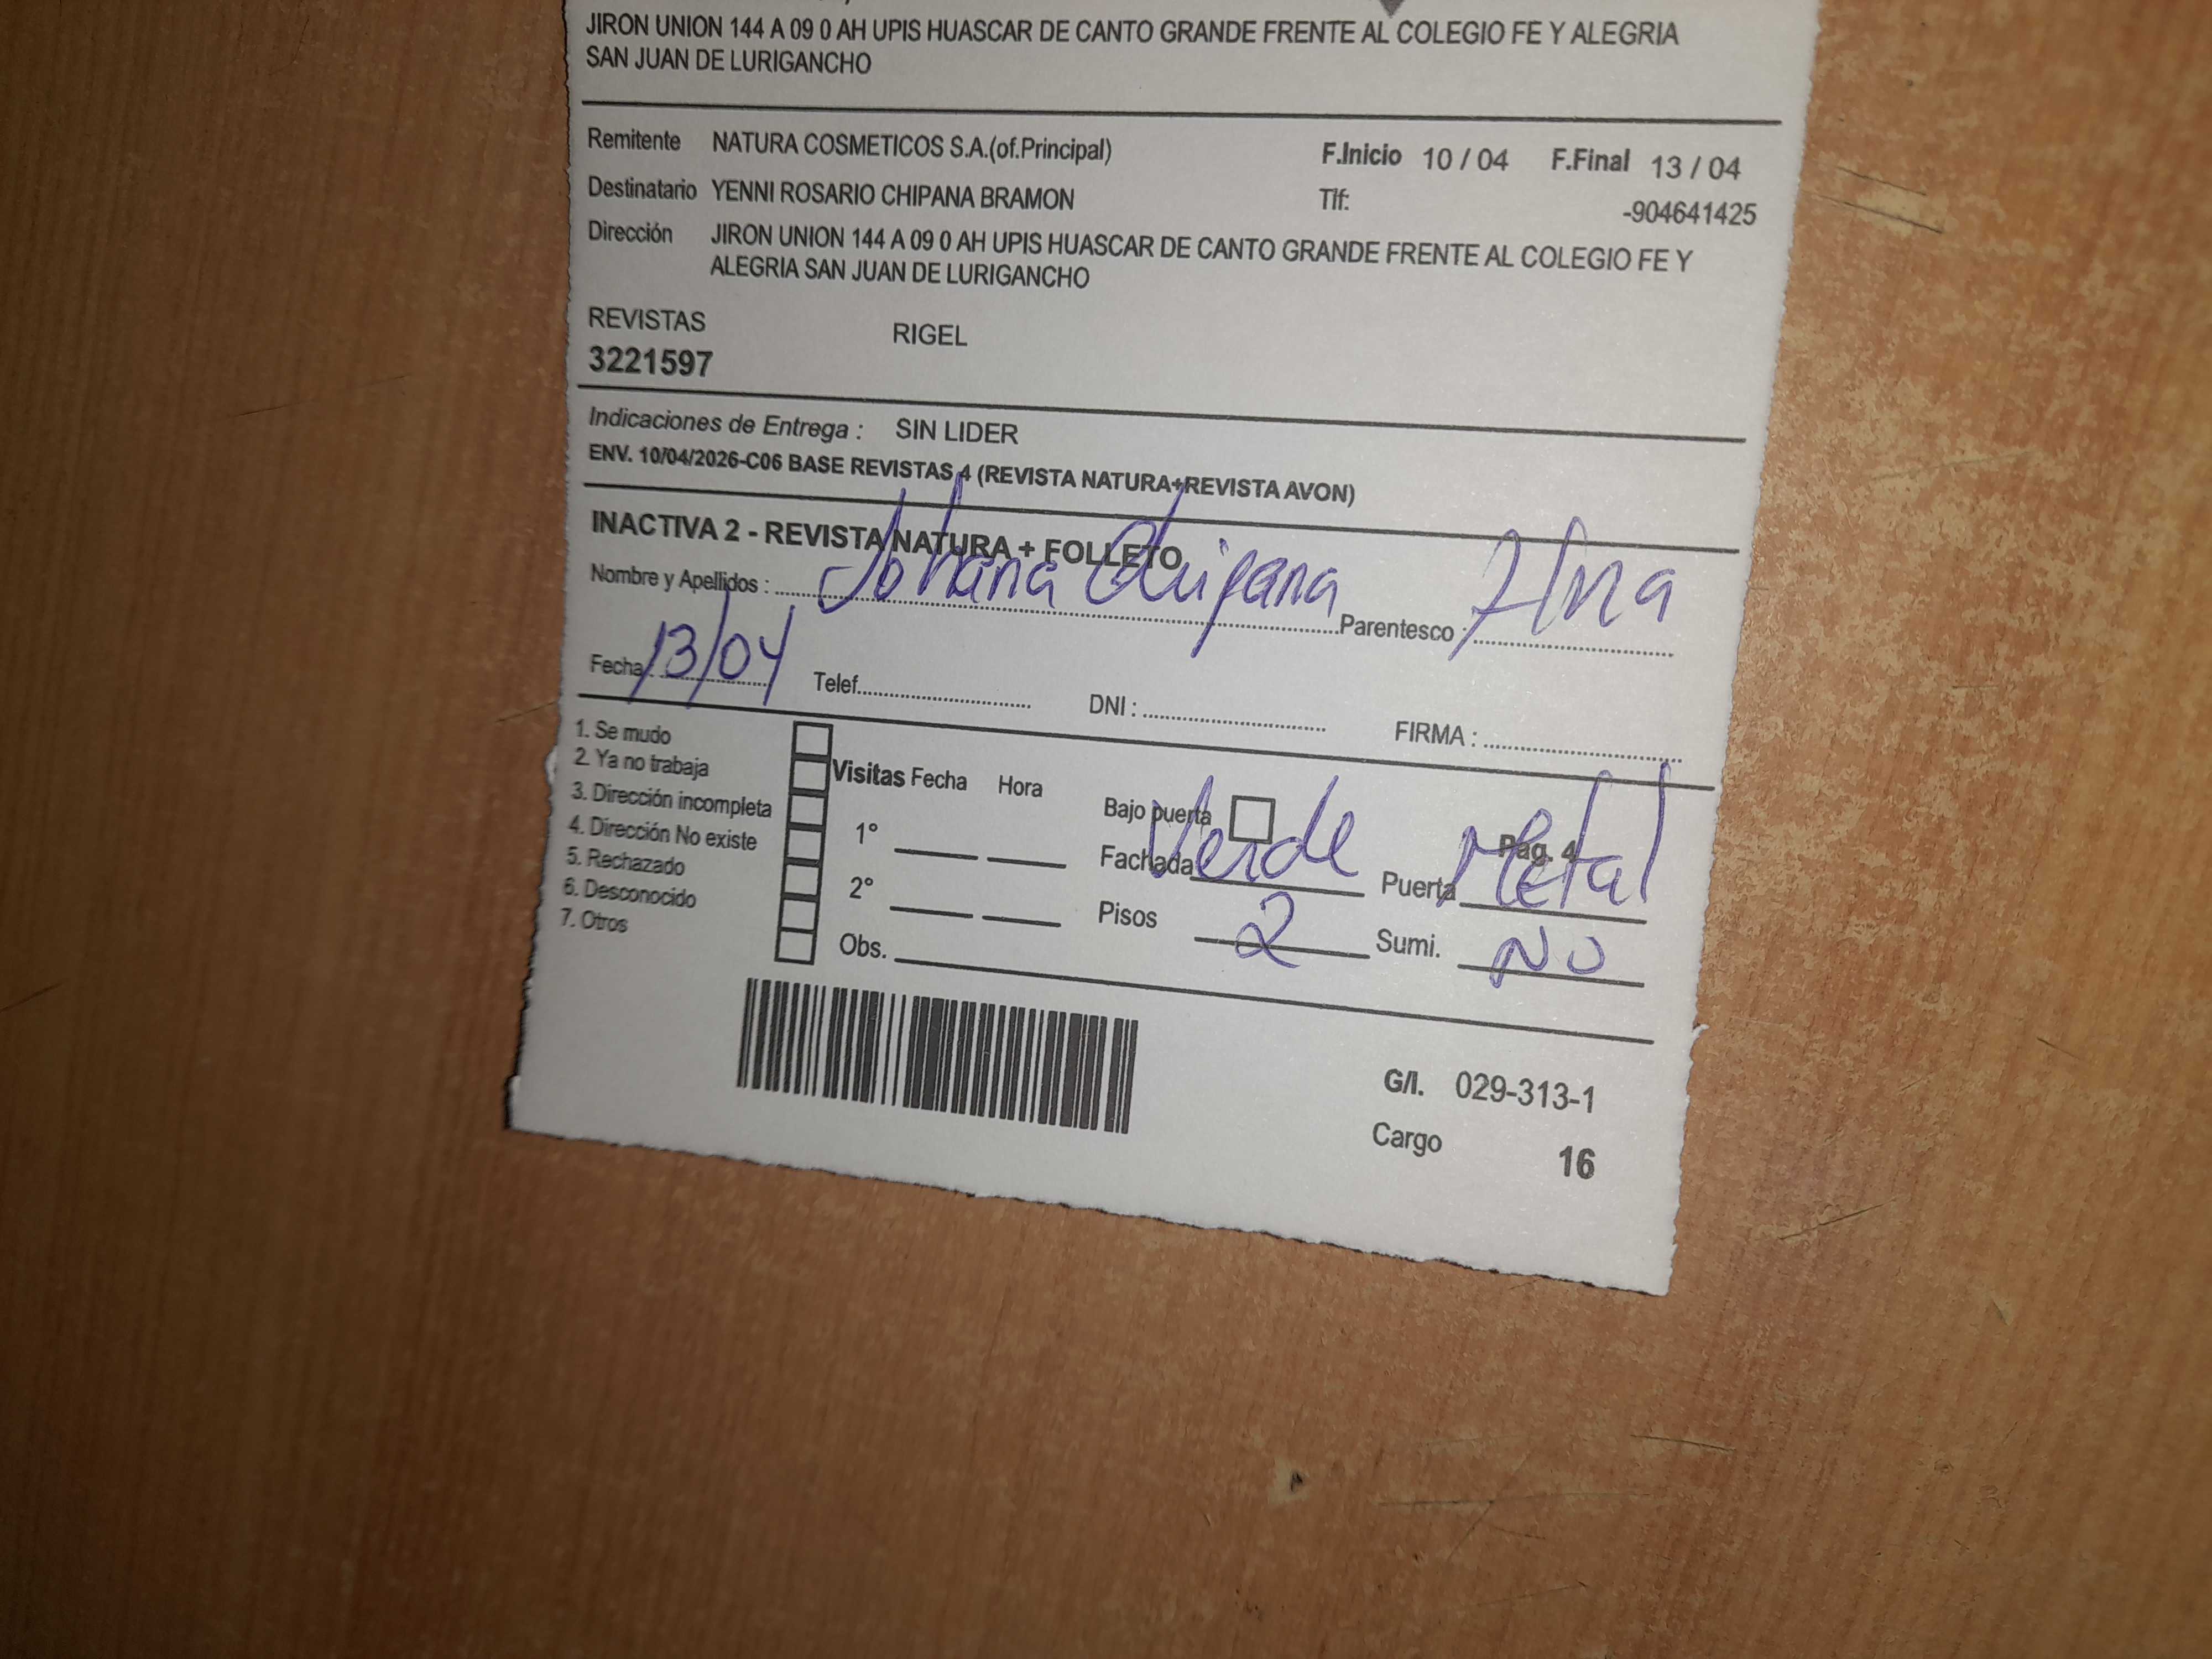 JIRON UNION 144 A 09 0 AH UPIS HUASCAR DE CANTO GRANDE FRENTE AL COLEGIO FE Y ALEGRIA
SAN JUAN DE LURIGANCHO
Remitente NATURA COSMETICOS S.A.(of.Principal) F.Inicio 10 / 04 F.Final 13 / 04
Destinatario YENNI ROSARIO CHIPANA BRAMON Tlf: -904641425
Dirección JIRON UNION 144 A 09 0 AH UPIS HUASCAR DE CANTO GRANDE FRENTE AL COLEGIO FE Y
ALEGRIA SAN JUAN DE LURIGANCHO
REVISTAS RIGEL
3221597
Indicaciones de Entrega : SIN LIDER
ENV. 10/04/2026-C06 BASE REVISTAS 4 (REVISTA NATURA+REVISTA AVON)
INACTIVA 2 - REVISTA NATURA + FOLLETO
Nombre y Apellidos : Johana Chipana Parentesco : Hna
Fecha 13/04 Telef. DNI : FIRMA :
1. Se mudo
2. Ya no trabaja
3. Dirección incompleta
4. Dirección No existe
5. Rechazado
6. Desconocido
7. Otros
Visitas Fecha Hora
1°
2°
Obs.
Bajo puerta Pág. 4
Fachada Verde Puerta Metal
Pisos 2 Sumi. No
G/I. 029-313-1
Cargo 16